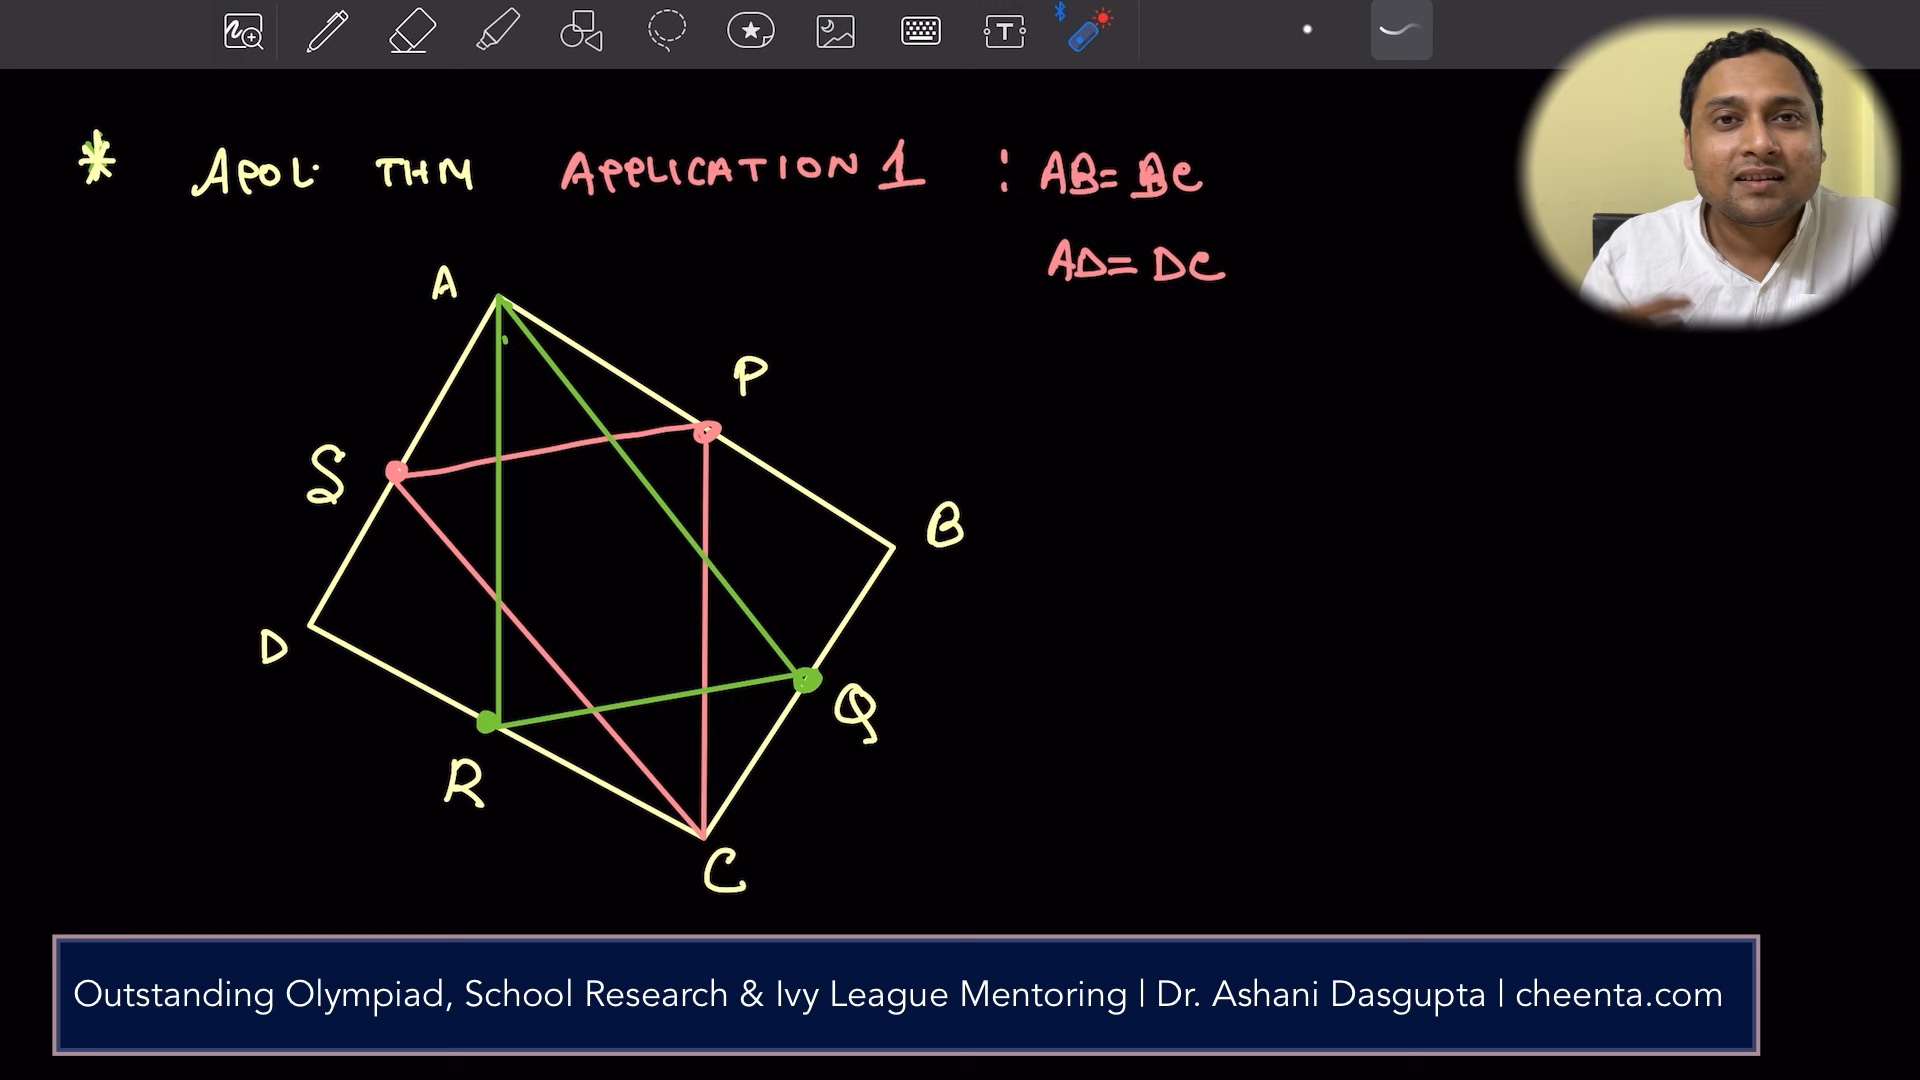 * APOL. THM APPLICATION 1 : AB= BC
AD= DC
A
P
S
B
D
Q
R
C
Outstanding Olympiad, School Research & Ivy League Mentoring | Dr. Ashani Dasgupta | cheenta.com